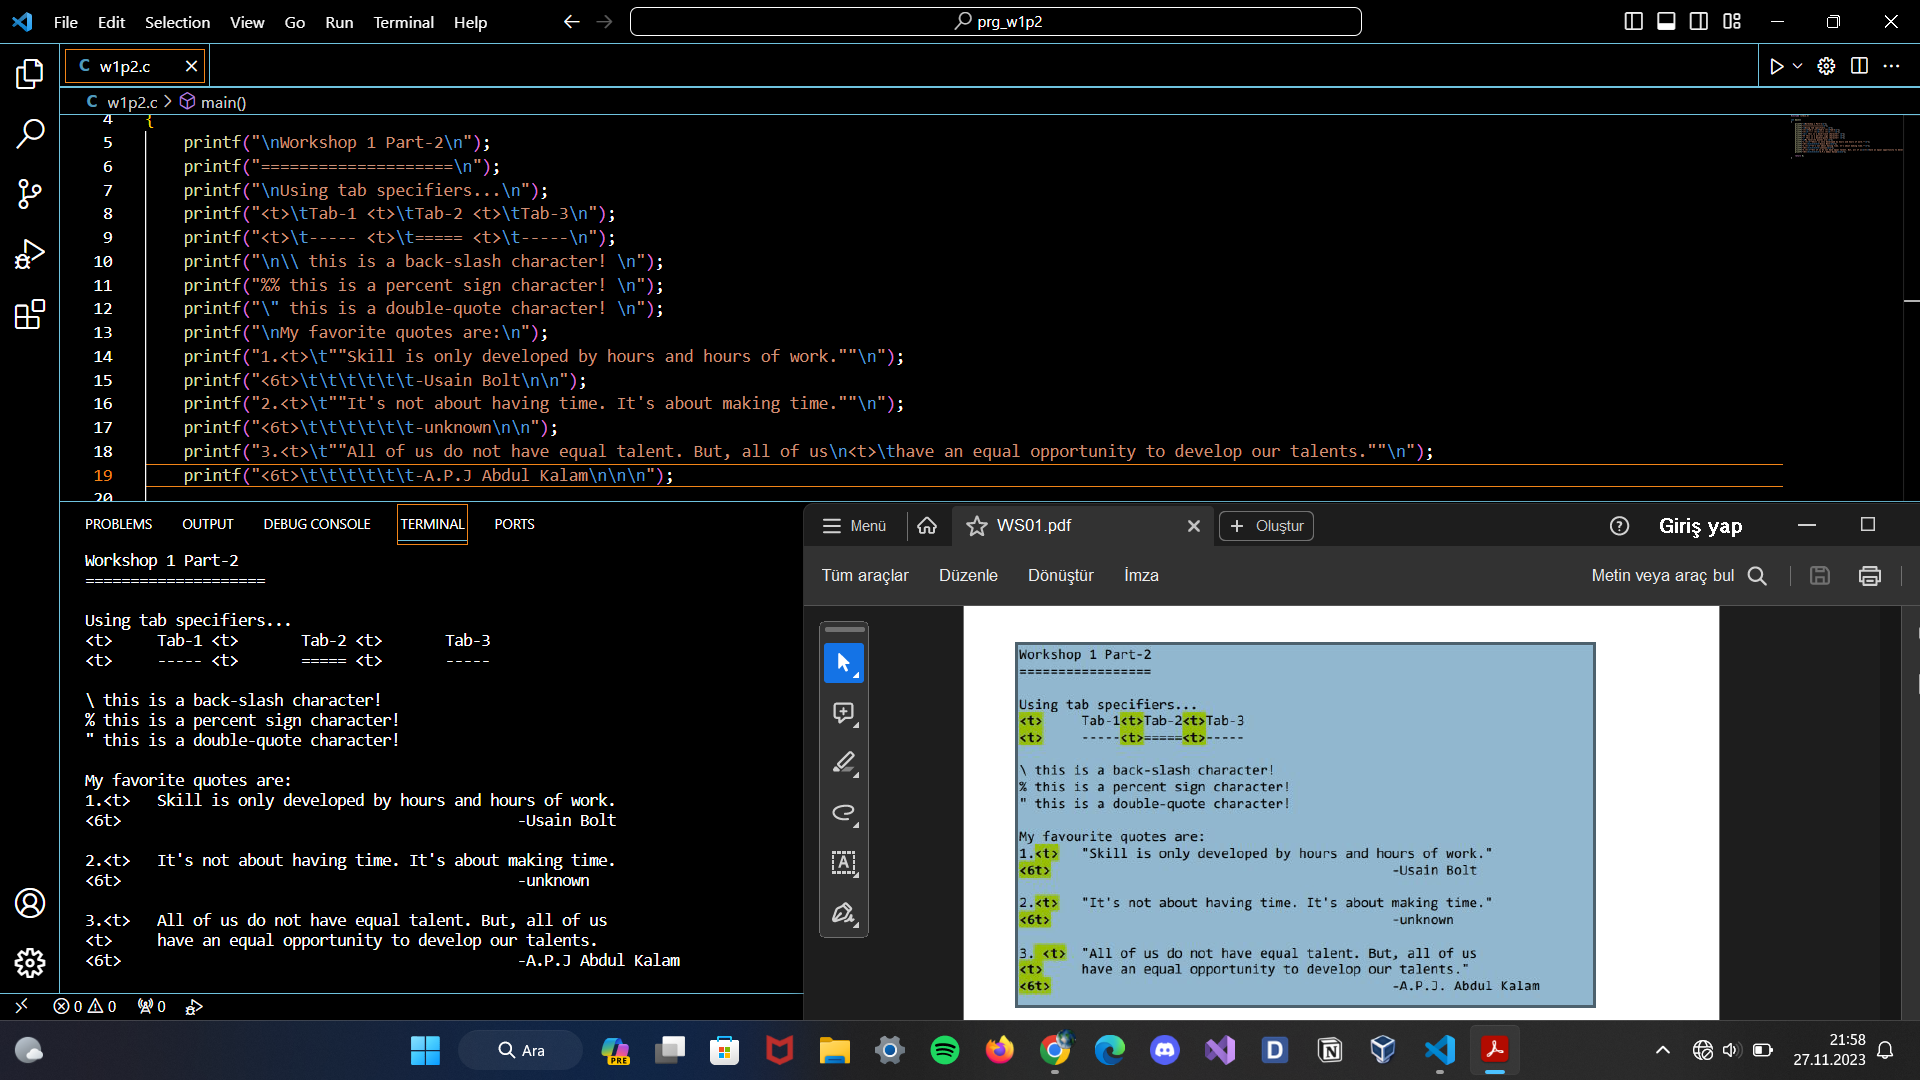 File Edit Selection View Go Run Terminal Help
prg_w1p2
C w1p2.c
C w1p2.c > main()
4 {
5 printf("\nWorkshop 1 Part-2\n");
6 printf("====================\n");
7 printf("\nUsing tab specifiers...\n");
8 printf("<t>\tTab-1 <t>\tTab-2 <t>\tTab-3\n");
9 printf("<t>\t----- <t>\t===== <t>\t-----\n");
10 printf("\n\\ this is a back-slash character! \n");
11 printf("%% this is a percent sign character! \n");
12 printf("\" this is a double-quote character! \n");
13 printf("\nMy favorite quotes are:\n");
14 printf("1.<t>\t""Skill is only developed by hours and hours of work.""\n");
15 printf("<6t>\t\t\t\t\t\t-Usain Bolt\n\n");
16 printf("2.<t>\t""It's not about having time. It's about making time.""\n");
17 printf("<6t>\t\t\t\t\t\t-unknown\n\n");
18 printf("3.<t>\t""All of us do not have equal talent. But, all of us\n<t>\thave an equal opportunity to develop our talents.""\n");
19 printf("<6t>\t\t\t\t\t\t-A.P.J Abdul Kalam\n\n\n");
20
PROBLEMS OUTPUT DEBUG CONSOLE TERMINAL PORTS
Workshop 1 Part-2
====================
Using tab specifiers...
<t> Tab-1 <t> Tab-2 <t> Tab-3
<t> ----- <t> ===== <t> -----
\ this is a back-slash character!
% this is a percent sign character!
" this is a double-quote character!
My favorite quotes are:
1.<t> Skill is only developed by hours and hours of work.
<6t> -Usain Bolt
2.<t> It's not about having time. It's about making time.
<6t> -unknown
3.<t> All of us do not have equal talent. But, all of us
<t> have an equal opportunity to develop our talents.
<6t> -A.P.J Abdul Kalam
0 0 0
Menü WS01.pdf + Oluştur Giriş yap
Tüm araçlar Düzenle Dönüştür İmza Metin veya araç bul
Workshop 1 Part-2
=================
Using tab specifiers...
<t> Tab-1<t>Tab-2<t>Tab-3
<t> -----<t>=====<t>-----
\ this is a back-slash character!
% this is a percent sign character!
" this is a double-quote character!
My favourite quotes are:
1.<t> "Skill is only developed by hours and hours of work."
<6t> -Usain Bolt
2.<t> "It's not about having time. It's about making time."
<6t> -unknown
3. <t> "All of us do not have equal talent. But, all of us
<t> have an equal opportunity to develop our talents."
<6t> -A.P.J. Abdul Kalam
Ara
PRE
D
21:58
27.11.2023